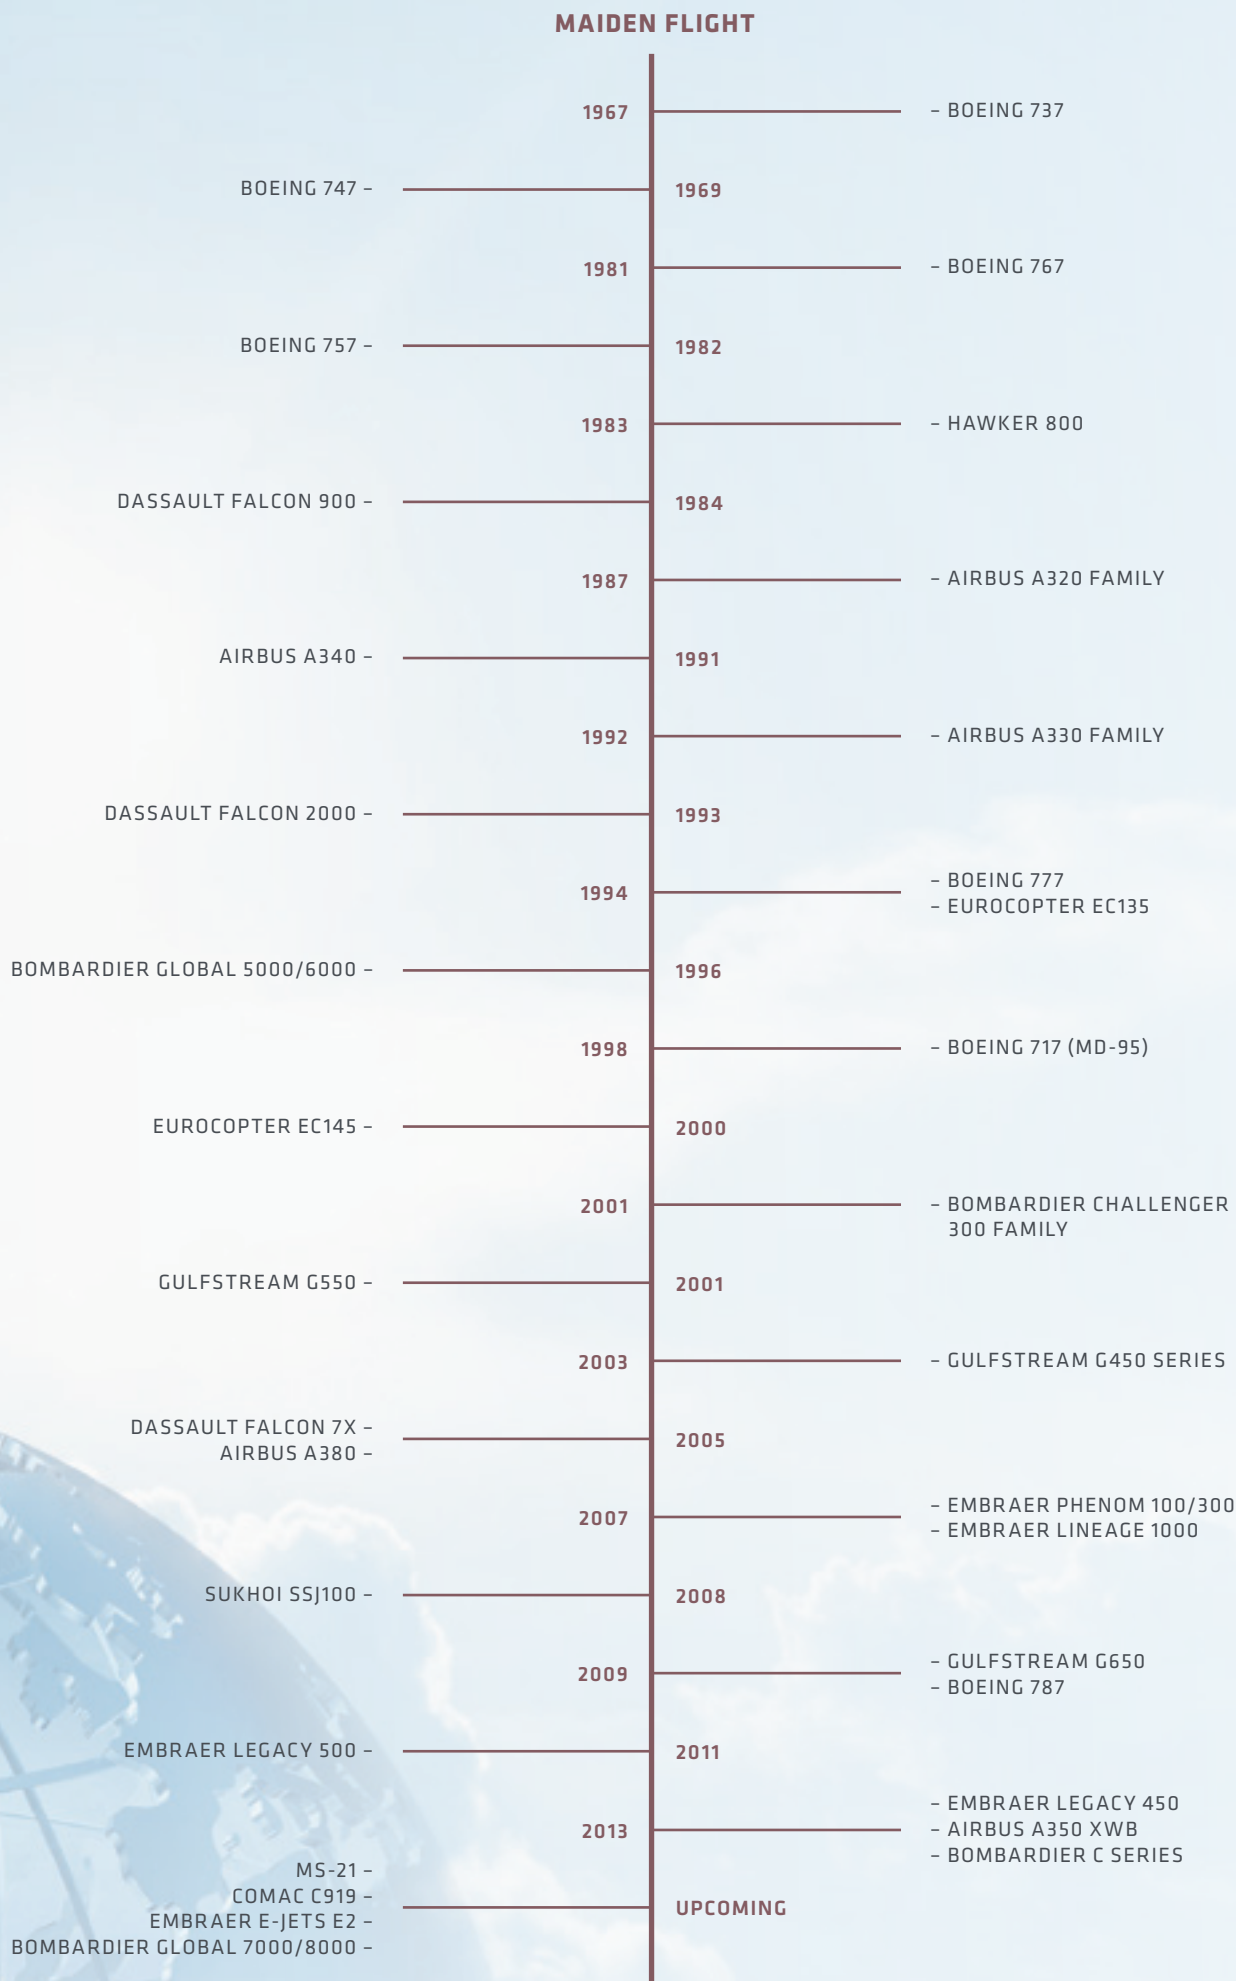 MAIDEN FLIGHT
1967
– BOEING 737
BOEING 747 –
1969
1981
– BOEING 767
BOEING 757 –
1982
1983
– HAWKER 800
DASSAULT FALCON 900 –
1984
1987
– AIRBUS A320 FAMILY
AIRBUS A340 –
1991
1992
– AIRBUS A330 FAMILY
DASSAULT FALCON 2000 –
1993
1994
– BOEING 777
– EUROCOPTER EC135
BOMBARDIER GLOBAL 5000/6000 –
1996
1998
– BOEING 717 (MD-95)
EUROCOPTER EC145 –
2000
2001
– BOMBARDIER CHALLENGER
300 FAMILY
GULFSTREAM G550 –
2001
2003
– GULFSTREAM G450 SERIES
DASSAULT FALCON 7X –
AIRBUS A380 –
2005
2007
– EMBRAER PHENOM 100/300
– EMBRAER LINEAGE 1000
SUKHOI SSJ100 –
2008
2009
– GULFSTREAM G650
– BOEING 787
EMBRAER LEGACY 500 –
2011
2013
– EMBRAER LEGACY 450
– AIRBUS A350 XWB
– BOMBARDIER C SERIES
MS-21 –
COMAC C919 –
EMBRAER E-JETS E2 –
BOMBARDIER GLOBAL 7000/8000 –
UPCOMING